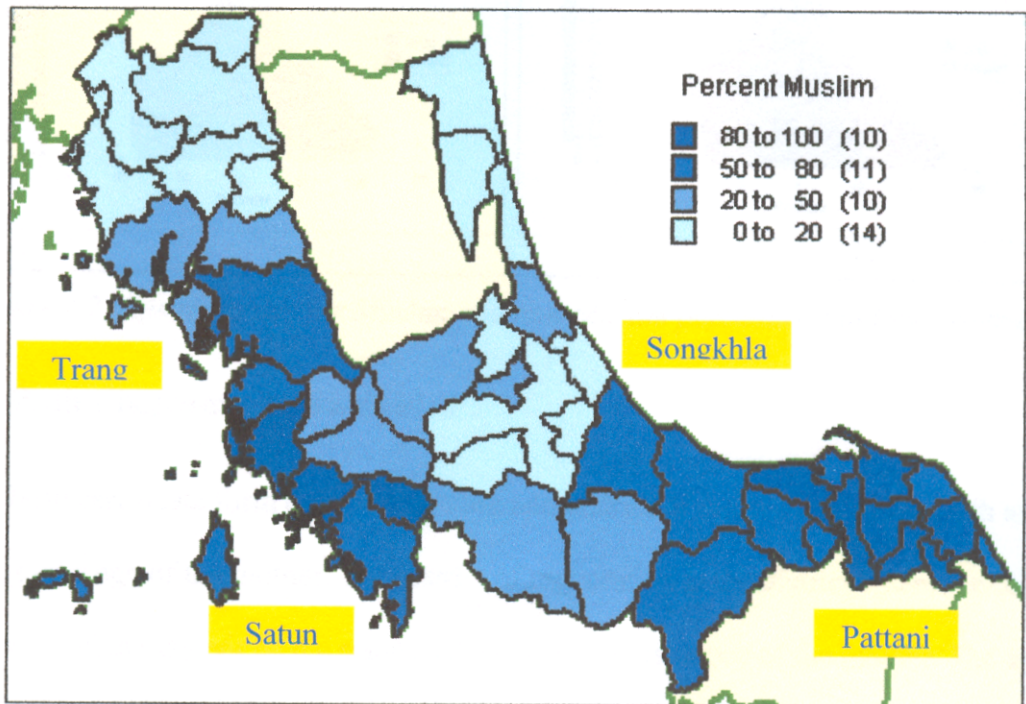 Percent Muslim
80 to 100 (10)
50 to 80 (11)
20 to 50 (10)
0 to 20 (14)
Songkhla
Trang
Satun
Pattani